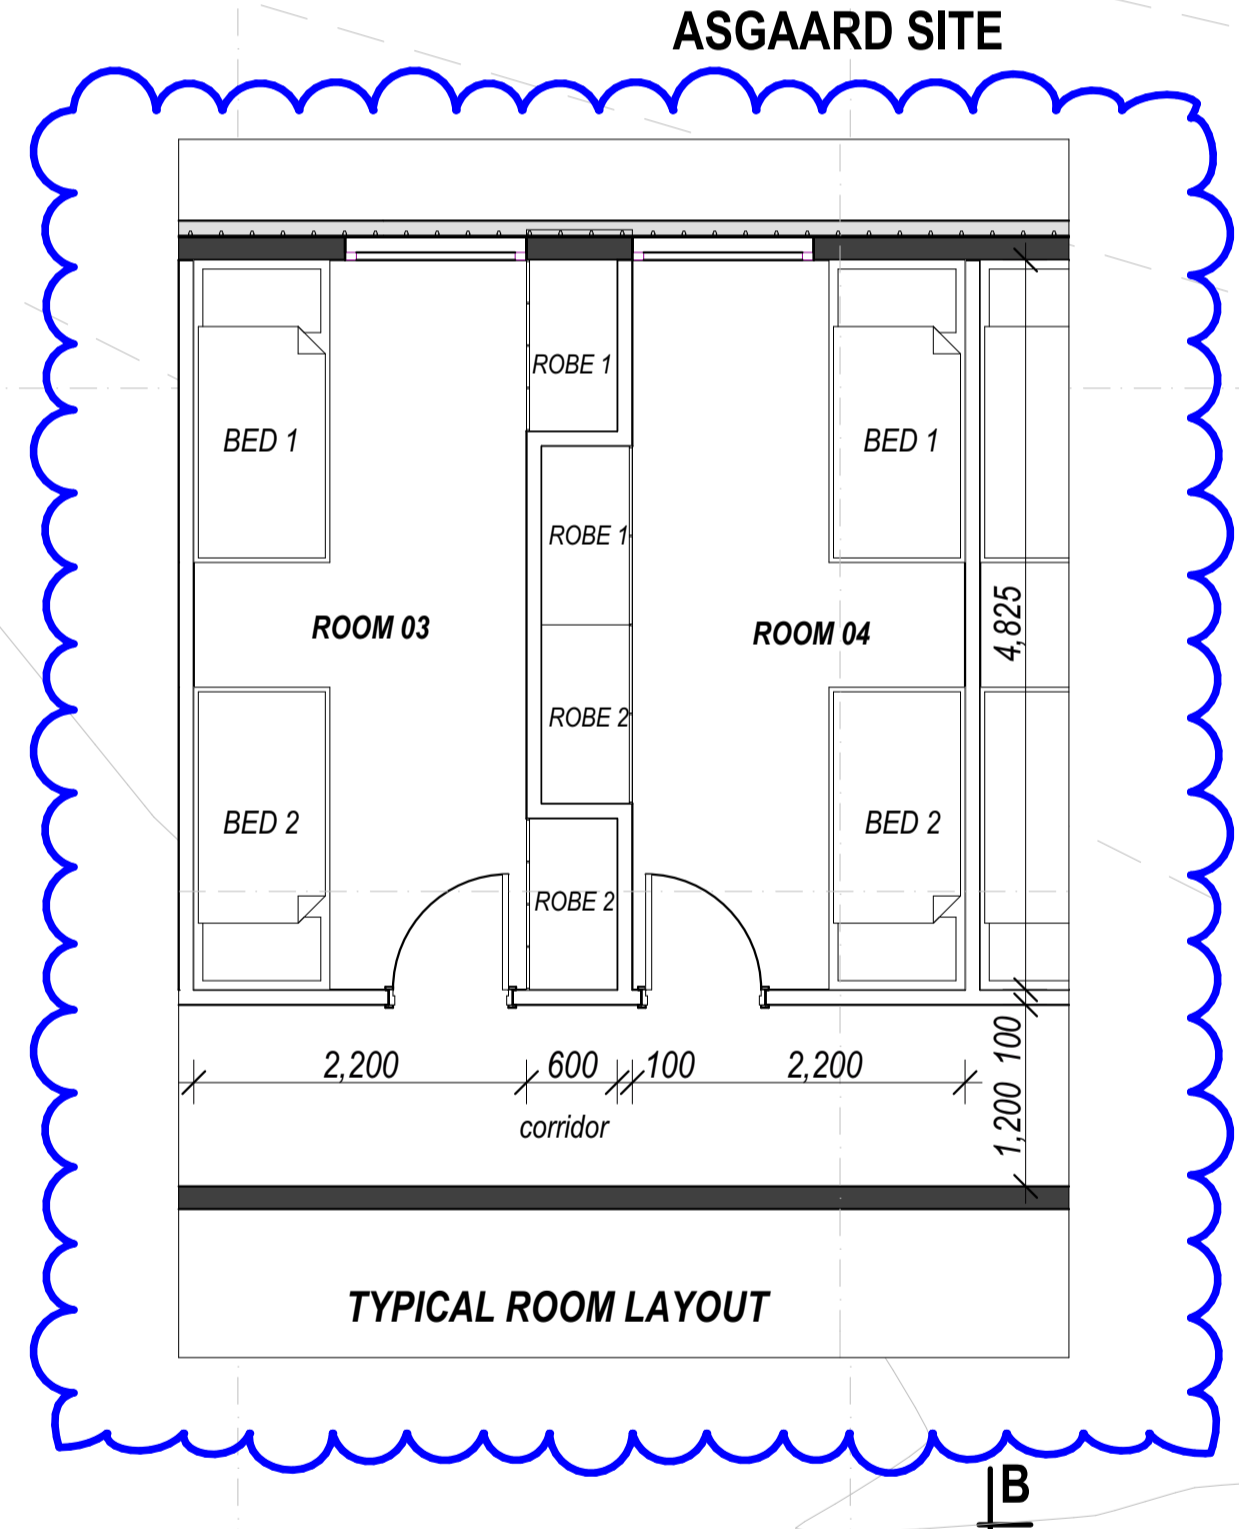 ASGAARD SITE
ROBE 1
BED 1
BED 1
ROBE 1
4,825
ROOM 03
ROOM 04
ROBE 2
BED 2
BED 2
ROBE 2
2,200
600
100
2,200
100
1,200
corridor
TYPICAL ROOM LAYOUT
B